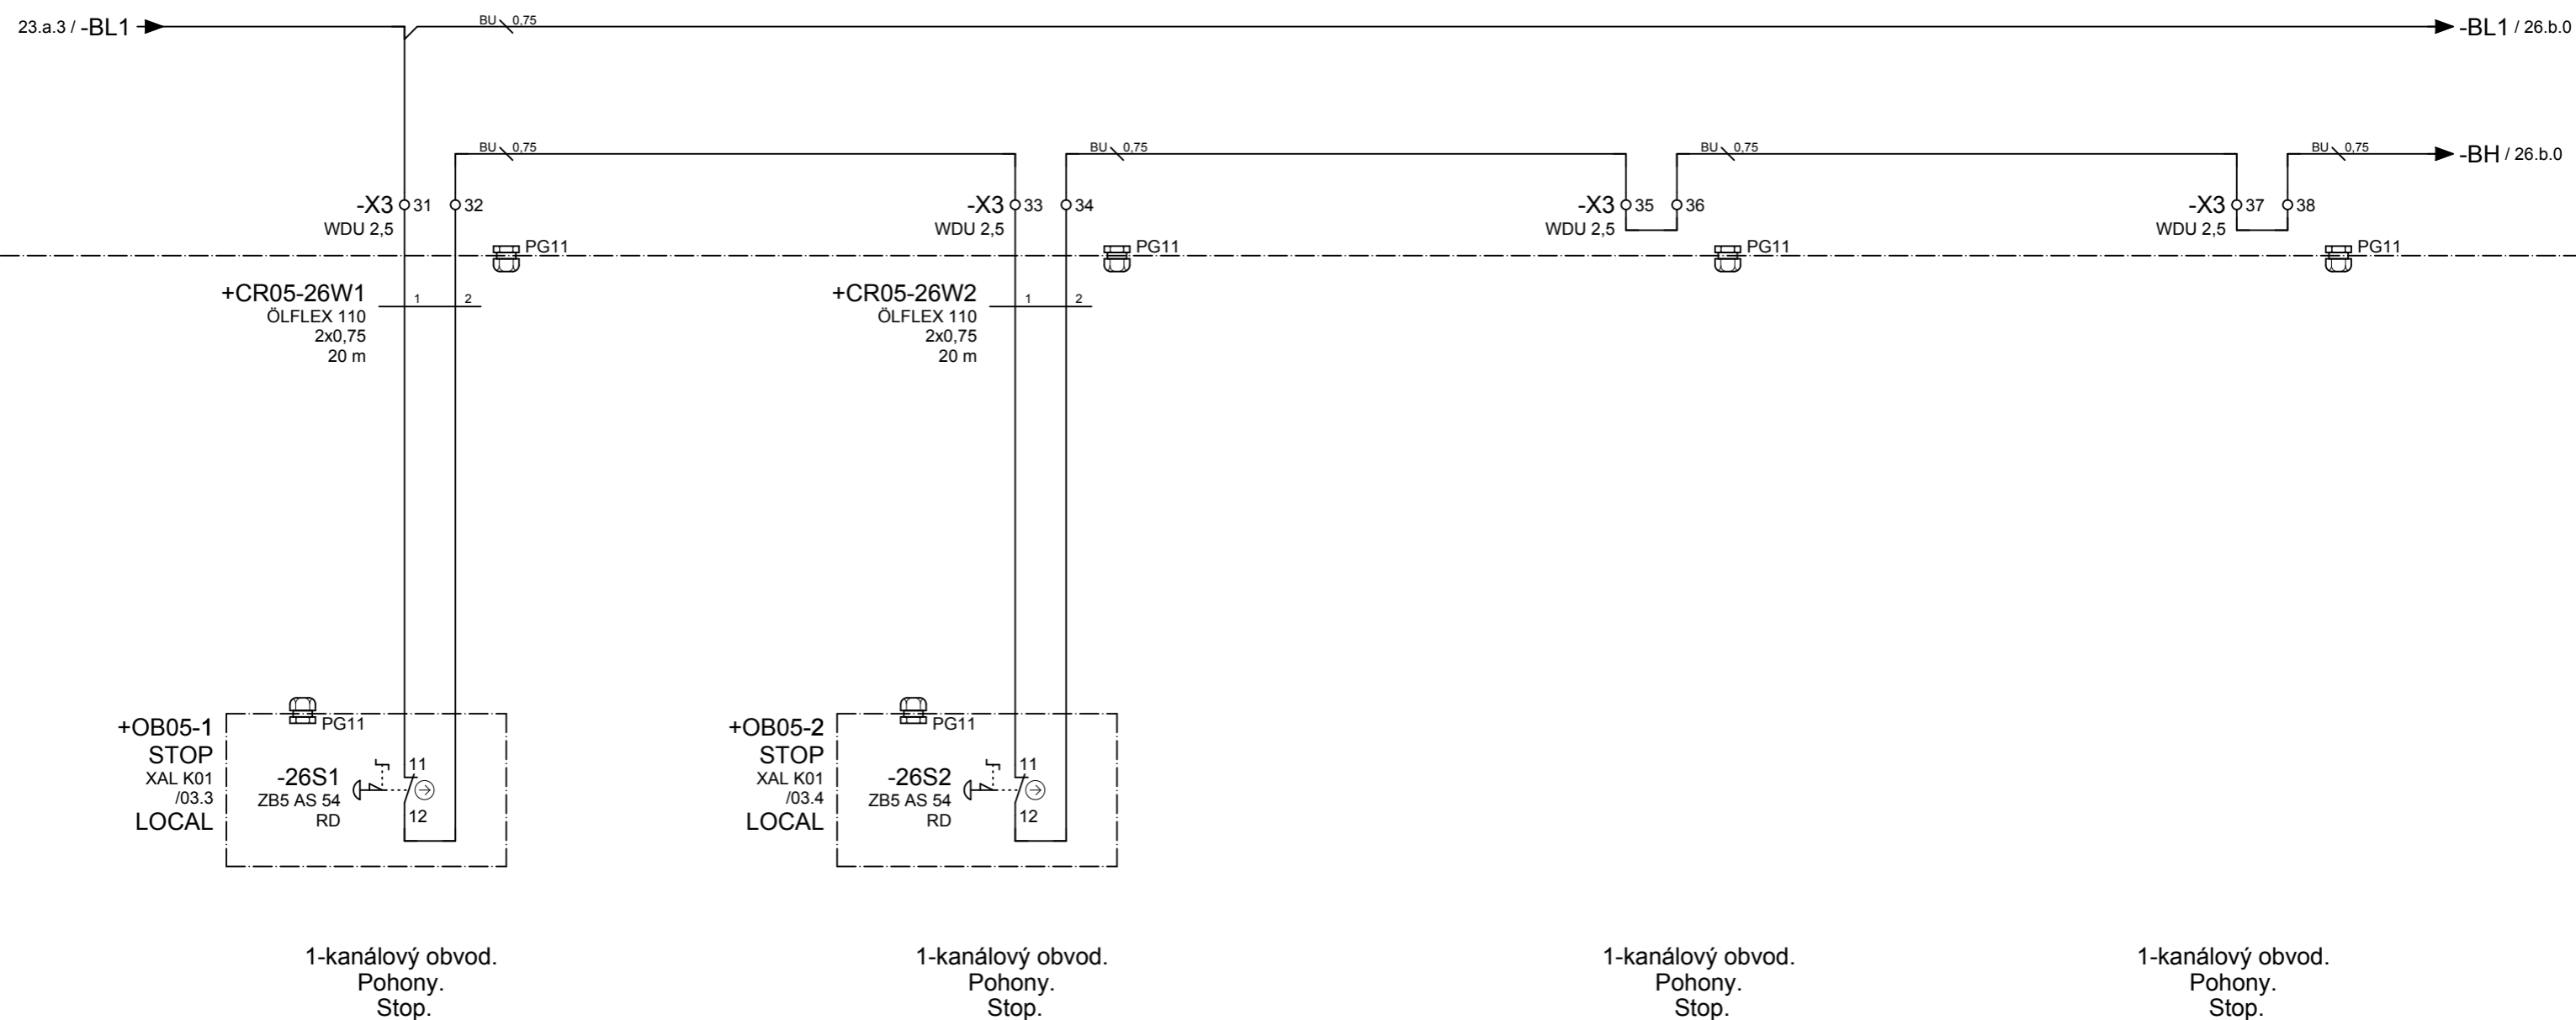 23.a.3 / -BL1
BU 0,75
-BL1 / 26.b.0
BU 0,75
BU 0,75
BU 0,75
BU 0,75
-BH / 26.b.0
-X3 31 32
WDU 2,5
-X3 33 34
WDU 2,5
-X3 35 36
WDU 2,5
-X3 37 38
WDU 2,5
PG11
PG11
PG11
PG11
+CR05-26W1
ÖLFLEX 110
2x0,75
20 m
1 2
+CR05-26W2
ÖLFLEX 110
2x0,75
20 m
1 2
+OB05-1
STOP
XAL K01
/03.3
LOCAL
PG11
-26S1
ZB5 AS 54
RD
11
12
+OB05-2
STOP
XAL K01
/03.4
LOCAL
PG11
-26S2
ZB5 AS 54
RD
11
12
1-kanálový obvod.
Pohony.
Stop.
1-kanálový obvod.
Pohony.
Stop.
1-kanálový obvod.
Pohony.
Stop.
1-kanálový obvod.
Pohony.
Stop.